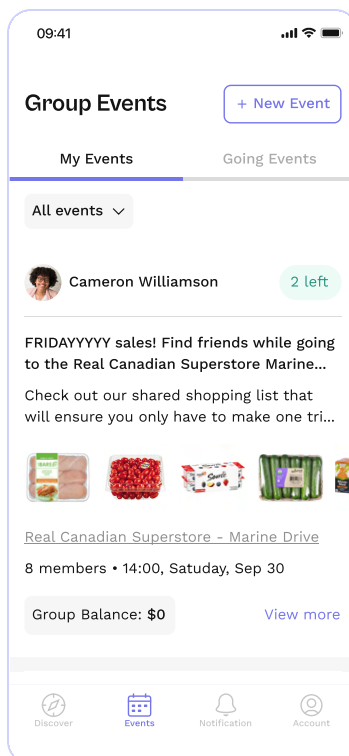 09:41
Group Events
+ New Event
My Events
Going Events
All events
Cameron Williamson
2 left
FRIDAYYYYY sales! Find friends while going
to the Real Canadian Superstore Marine...
Check out our shared shopping list that
will ensure you only have to make one tri...
Real Canadian Superstore - Marine Drive
8 members • 14:00, Satuday, Sep 30
Group Balance: $0
View more
Discover
Events
Notification
Account